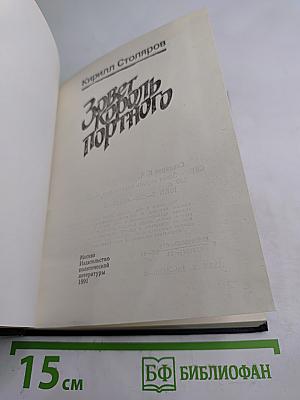 Кирилл Столяров
Зовет
король
портного
Москва
Издательство
политической
литературы
1991
15 см
БФ БИБЛИОФАН